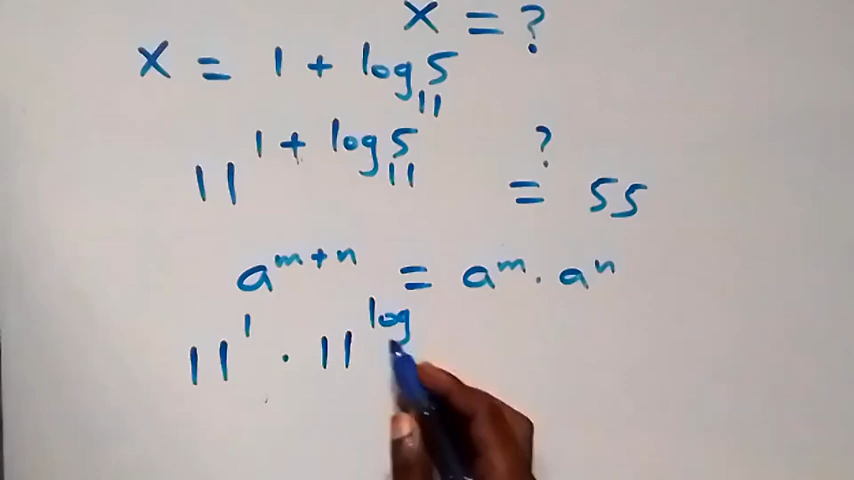 x = ?
x = 1 + log₁₁5
11^(1 + log₁₁5) ?= 55
a^(m+n) = a^m · a^n
11^1 · 11^log